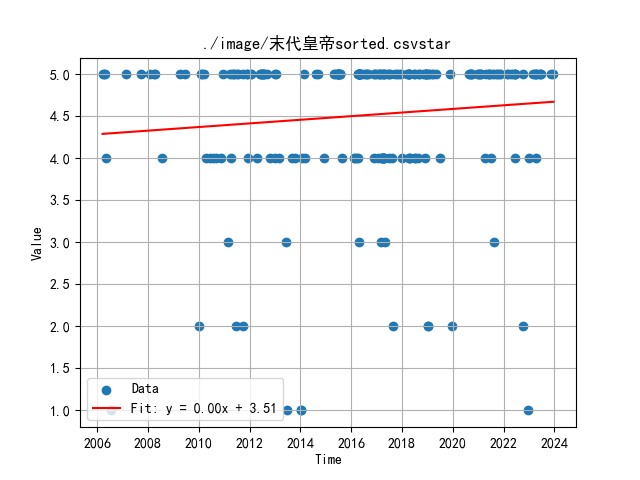 ./image/末代皇帝sorted.csvstar
Value
5.0
4.5
4.0
3.5
3.0
2.5
2.0
1.5
1.0
Data
Fit: y = 0.00x + 3.51
2006 2008 2010 2012 2014 2016 2018 2020 2022 2024
Time